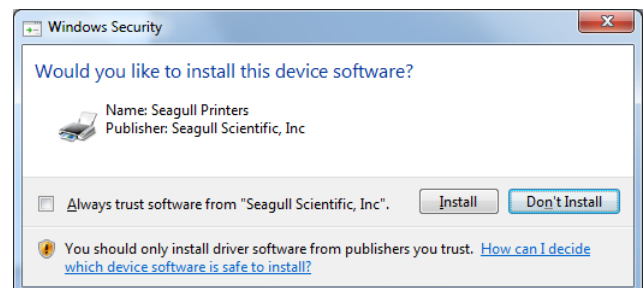 Windows Security
Would you like to install this device software?
Name: Seagull Printers
Publisher: Seagull Scientific, Inc
Always trust software from "Seagull Scientific, Inc".
Install
Don't Install
You should only install driver software from publishers you trust. How can I decide
which device software is safe to install?